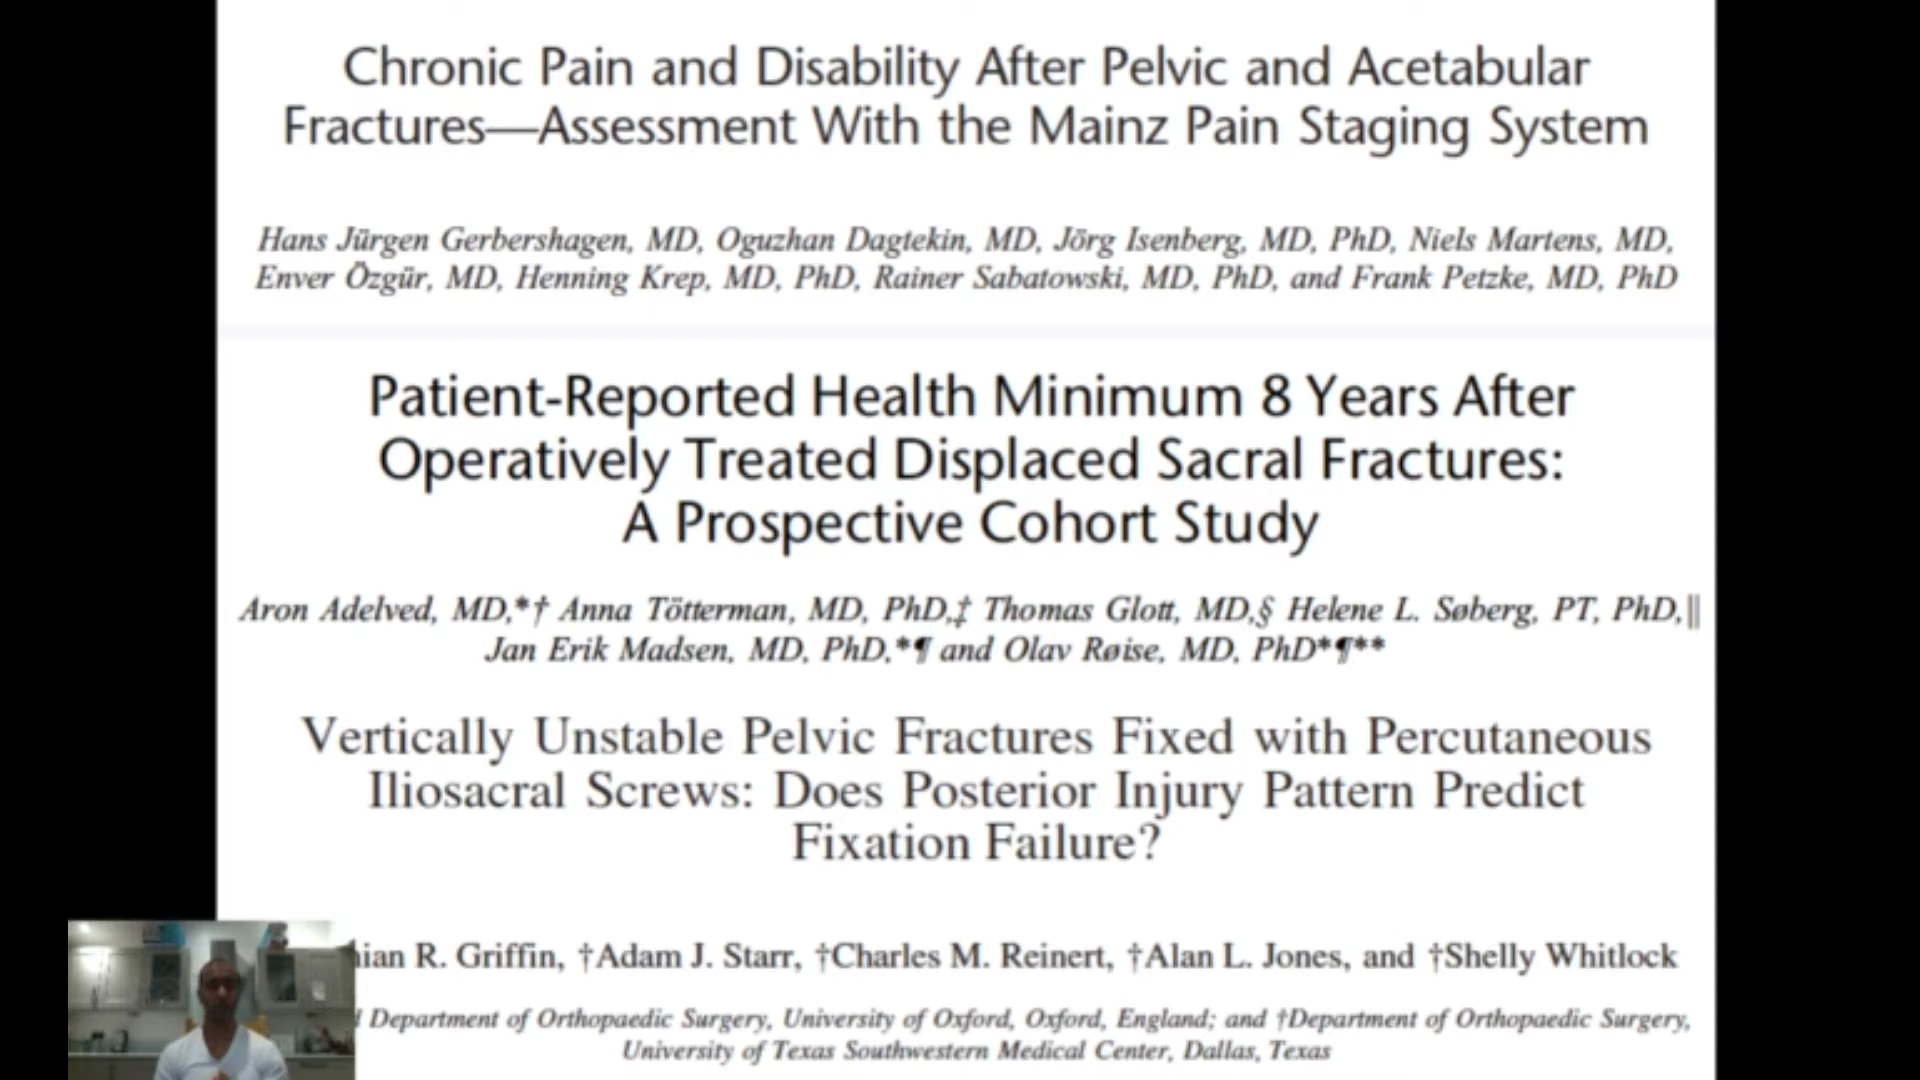 Chronic Pain and Disability After Pelvic and Acetabular
Fractures—Assessment With the Mainz Pain Staging System
Hans Jürgen Gerbershagen, MD, Oguzhan Dagtekin, MD, Jörg Isenberg, MD, PhD, Niels Martens, MD,
Enver Özgür, MD, Henning Krep, MD, PhD, Rainer Sabatowski, MD, PhD, and Frank Petzke, MD, PhD
Patient-Reported Health Minimum 8 Years After
Operatively Treated Displaced Sacral Fractures:
A Prospective Cohort Study
Aron Adelved, MD,*† Anna Tötterman, MD, PhD,‡ Thomas Glott, MD,§ Helene L. Søberg, PT, PhD,‖
Jan Erik Madsen, MD, PhD,*¶ and Olav Røise, MD, PhD*¶**
Vertically Unstable Pelvic Fractures Fixed with Percutaneous
Iliosacral Screws: Does Posterior Injury Pattern Predict
Fixation Failure?
R. Griffin, †Adam J. Starr, †Charles M. Reinert, †Alan L. Jones, and †Shelly Whitlock
Department of Orthopaedic Surgery, University of Oxford, Oxford, England; and †Department of Orthopaedic Surgery,
University of Texas Southwestern Medical Center, Dallas, Texas